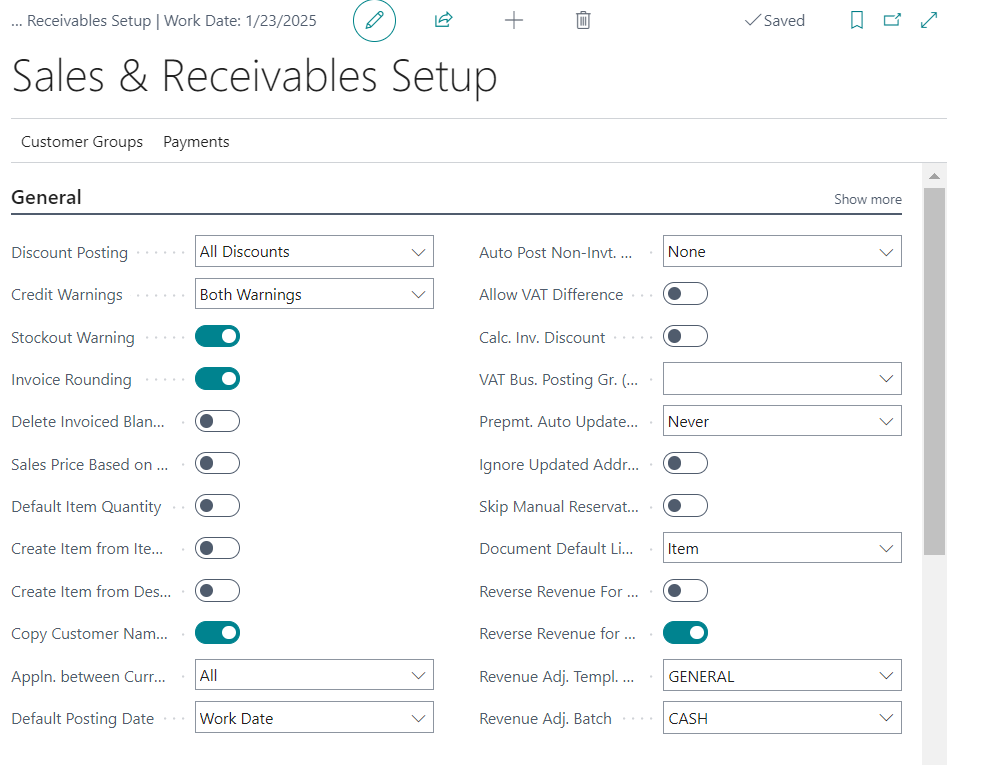 ... Receivables Setup | Work Date: 1/23/2025
Saved
Sales & Receivables Setup
Customer Groups Payments
General
Show more
Discount Posting All Discounts
Credit Warnings Both Warnings
Stockout Warning
Invoice Rounding
Delete Invoiced Blan...
Sales Price Based on ...
Default Item Quantity
Create Item from Ite...
Create Item from Des...
Copy Customer Nam...
Appln. between Curr... All
Default Posting Date Work Date
Auto Post Non-Invt. ... None
Allow VAT Difference
Calc. Inv. Discount
VAT Bus. Posting Gr. (...
Prepmt. Auto Update... Never
Ignore Updated Addr...
Skip Manual Reservat...
Document Default Li... Item
Reverse Revenue For ...
Reverse Revenue for ...
Revenue Adj. Templ. ... GENERAL
Revenue Adj. Batch CASH